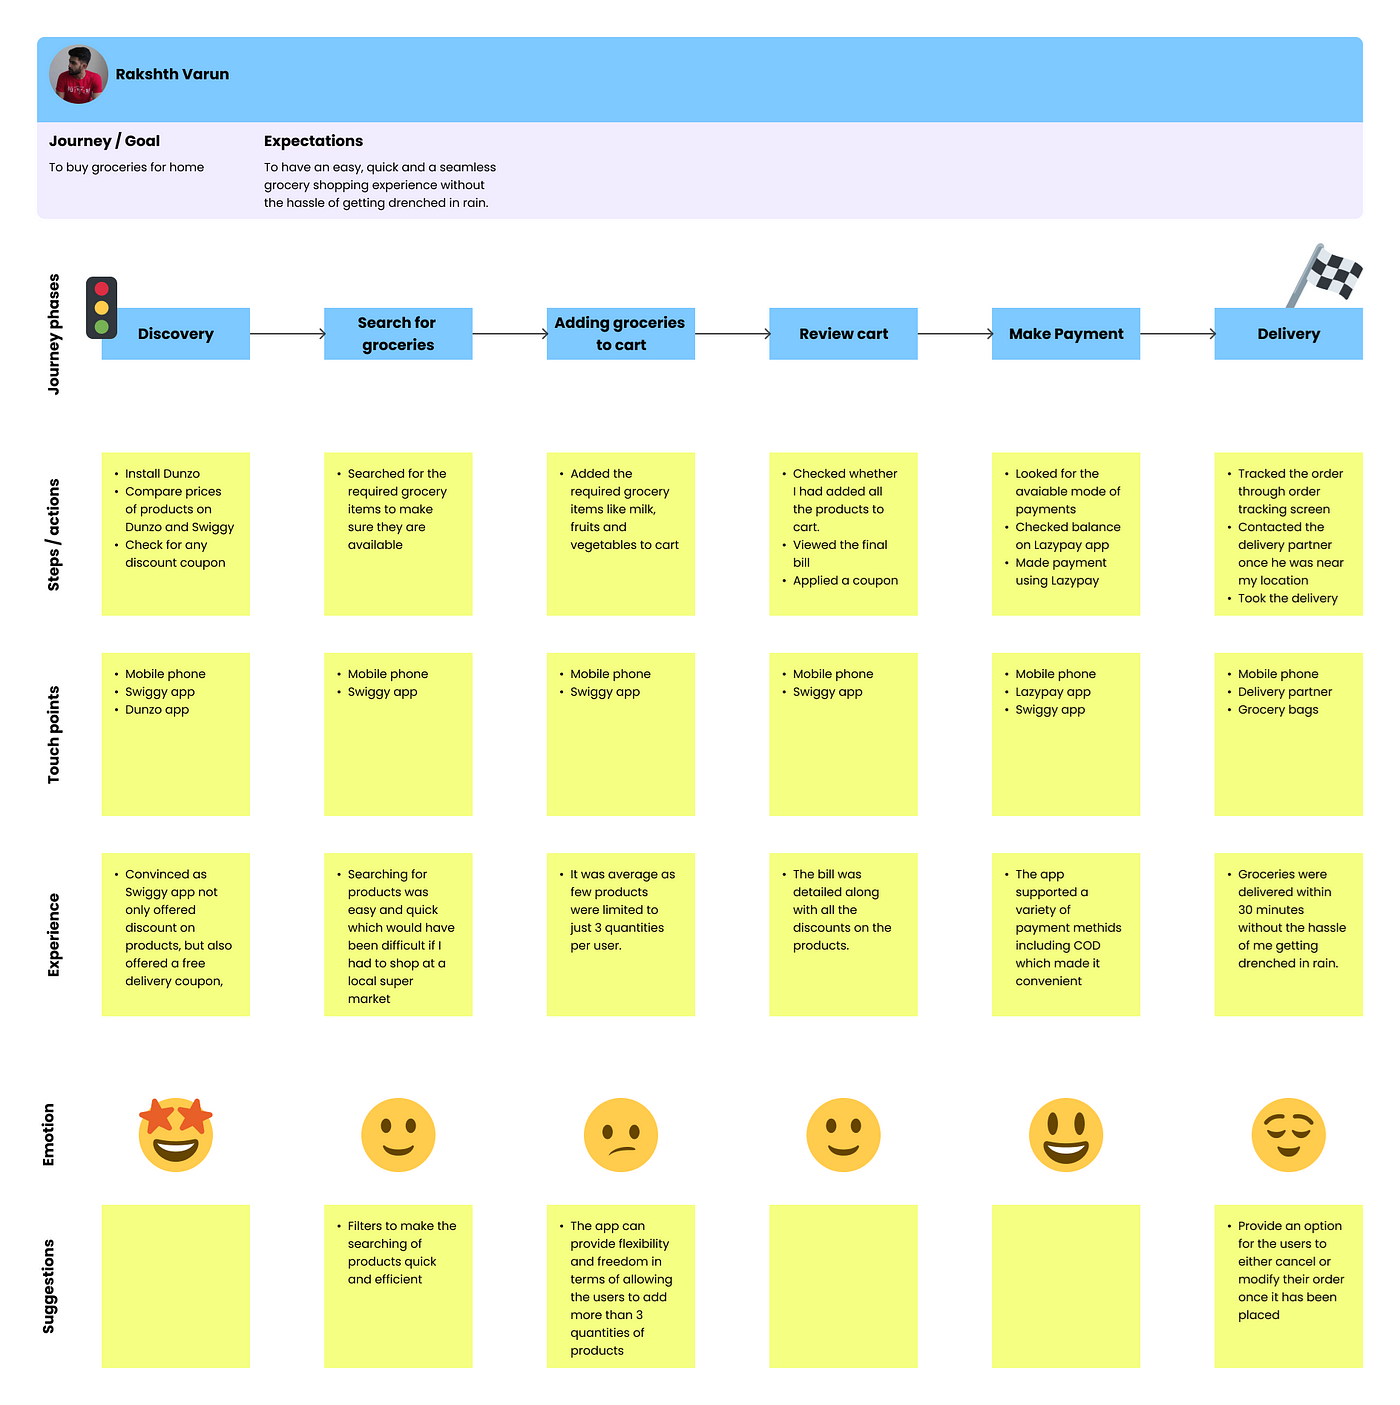 Rakshth Varun
Journey / Goal
To buy groceries for home
Expectations
To have an easy, quick and a seamless
grocery shopping experience without
the hassle of getting drenched in rain.
Journey phases
Discovery
Search for
groceries
Adding groceries
to cart
Review cart
Make Payment
Delivery
Steps / actions
• Install Dunzo
• Compare prices
of products on
Dunzo and Swiggy
• Check for any
discount coupon
• Searched for the
required grocery
items to make
sure they are
available
• Added the
required grocery
items like milk,
fruits and
vegetables to cart
• Checked whether
I had added all
the products to
cart.
• Viewed the final
bill
• Applied a coupon
• Looked for the
avaiable mode of
payments
• Checked balance
on Lazypay app
• Made payment
using Lazypay
• Tracked the order
through order
tracking screen
• Contacted the
delivery partner
once he was near
my location
• Took the delivery
Touch points
• Mobile phone
• Swiggy app
• Dunzo app
• Mobile phone
• Swiggy app
• Mobile phone
• Swiggy app
• Mobile phone
• Swiggy app
• Mobile phone
• Lazypay app
• Swiggy app
• Mobile phone
• Delivery partner
• Grocery bags
Experience
• Convinced as
Swiggy app not
only offered
discount on
products, but also
offered a free
delivery coupon,
• Searching for
products was
easy and quick
which would have
been difficult if I
had to shop at a
local super
market
• It was average as
few products
were limited to
just 3 quantities
per user.
• The bill was
detailed along
with all the
discounts on the
products.
• The app
supported a
variety of
payment methids
including COD
which made it
convenient
• Groceries were
delivered within
30 minutes
without the hassle
of me getting
drenched in rain.
Emotion
Suggestions
• Filters to make the
searching of
products quick
and efficient
• The app can
provide flexibility
and freedom in
terms of allowing
the users to add
more than 3
quantities of
products
• Provide an option
for the users to
either cancel or
modify their order
once it has been
placed